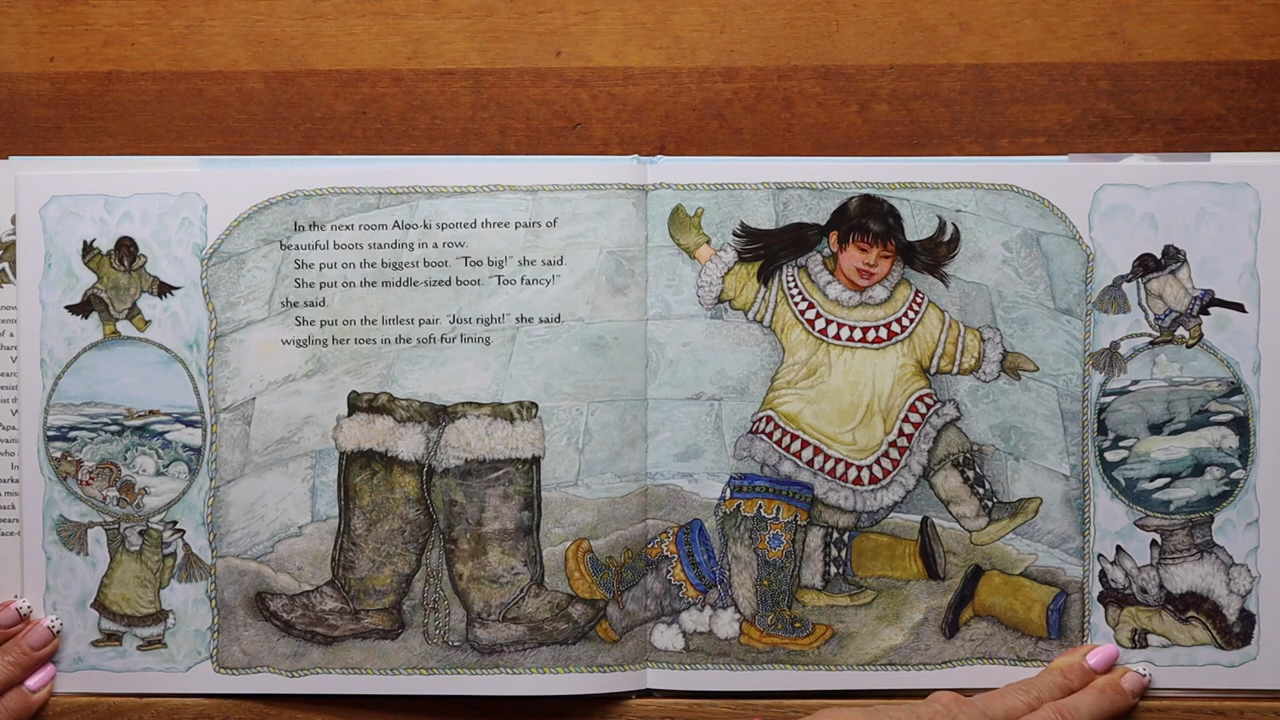 In the next room Aloo-ki spotted three pairs of
beautiful boots standing in a row.
She put on the biggest boot. “Too big!” she said.
She put on the middle-sized boot. “Too fancy!”
she said.
She put on the littlest pair. “Just right!” she said,
wiggling her toes in the soft fur lining.